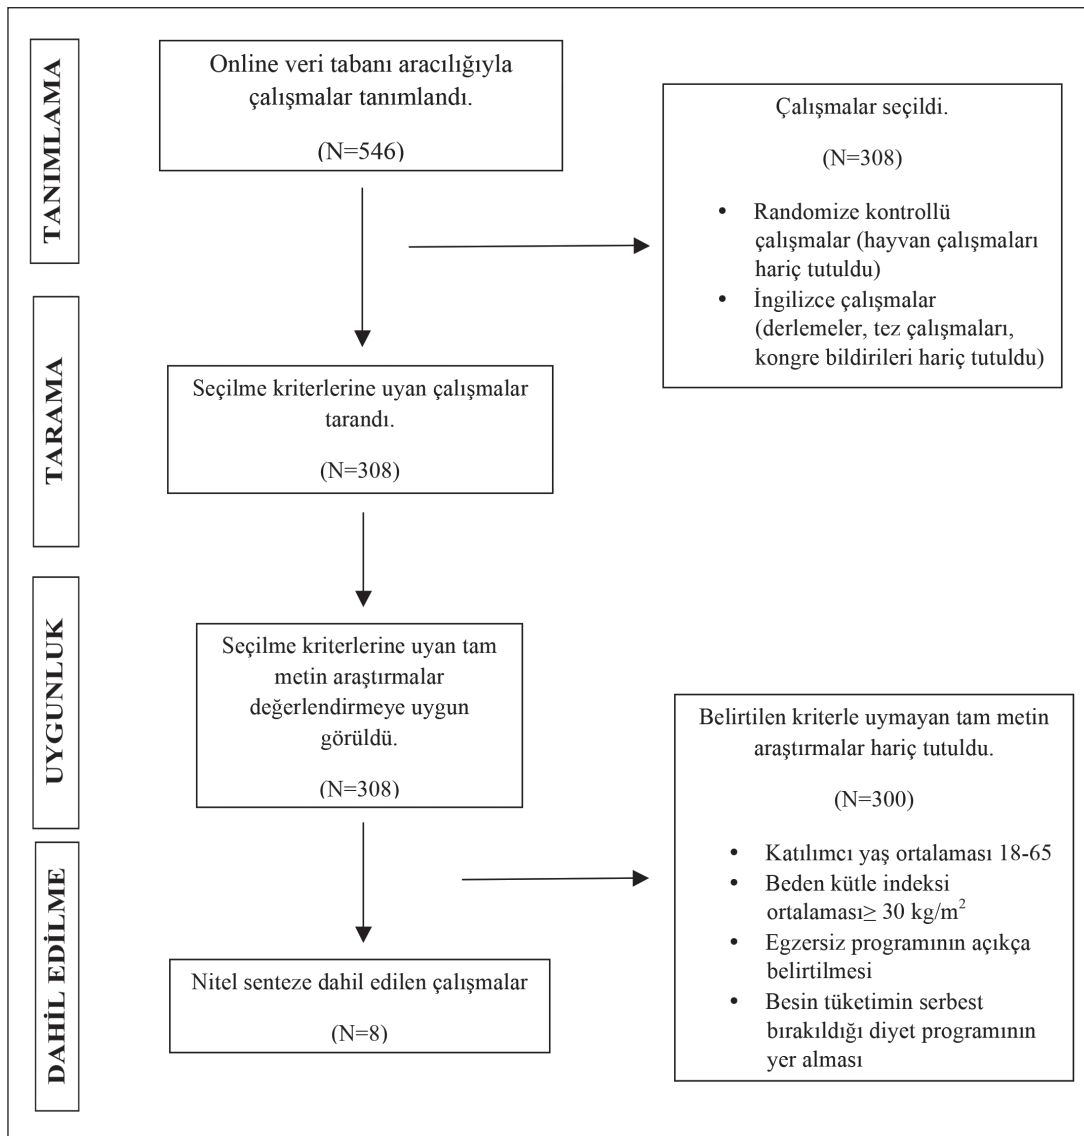 TANIMLAMA
Online veri tabanı aracılığıyla
çalışmalar tanımlandı.
(N=546)
Çalışmalar seçildi.
(N=308)
• Randomize kontrollü
çalışmalar (hayvan çalışmaları
hariç tutuldu)
• İngilizce çalışmalar
(derlemeler, tez çalışmaları,
kongre bildirileri hariç tutuldu)
TARAMA
Seçilme kriterlerine uyan çalışmalar
tarandı.
(N=308)
UYGUNLUK
Seçilme kriterlerine uyan tam
metin araştırmalar
değerlendirmeye uygun
görüldü.
(N=308)
Belirtilen kriterle uymayan tam metin
araştırmalar hariç tutuldu.
(N=300)
• Katılımcı yaş ortalaması 18-65
• Beden kütle indeksi
ortalaması≥ 30 kg/m²
• Egzersiz programının açıkça
belirtilmesi
• Besin tüketimin serbest
bırakıldığı diyet programının
yer alması
DAHİL EDİLME
Nitel senteze dahil edilen çalışmalar
(N=8)